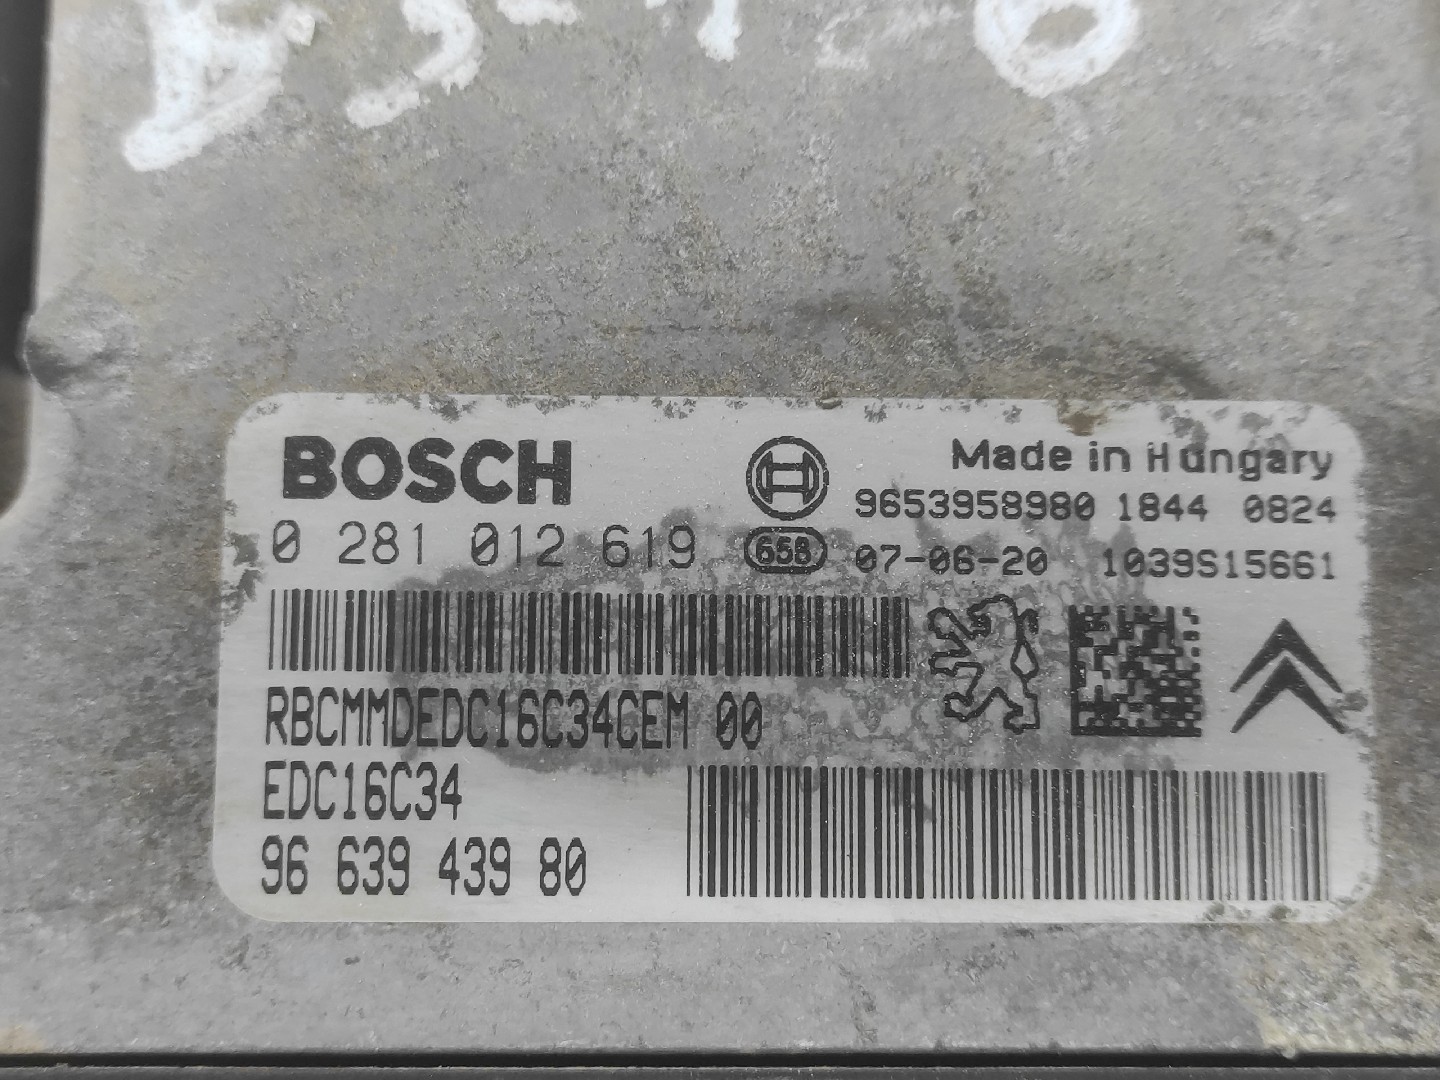 BOSCH
Made in Hungary
9653958980 1844 0824
0 281 012 619
658 07-06-20 1039S15661
RBCMMDEDC16C34CEM 00
EDC16C34
96 639 439 80